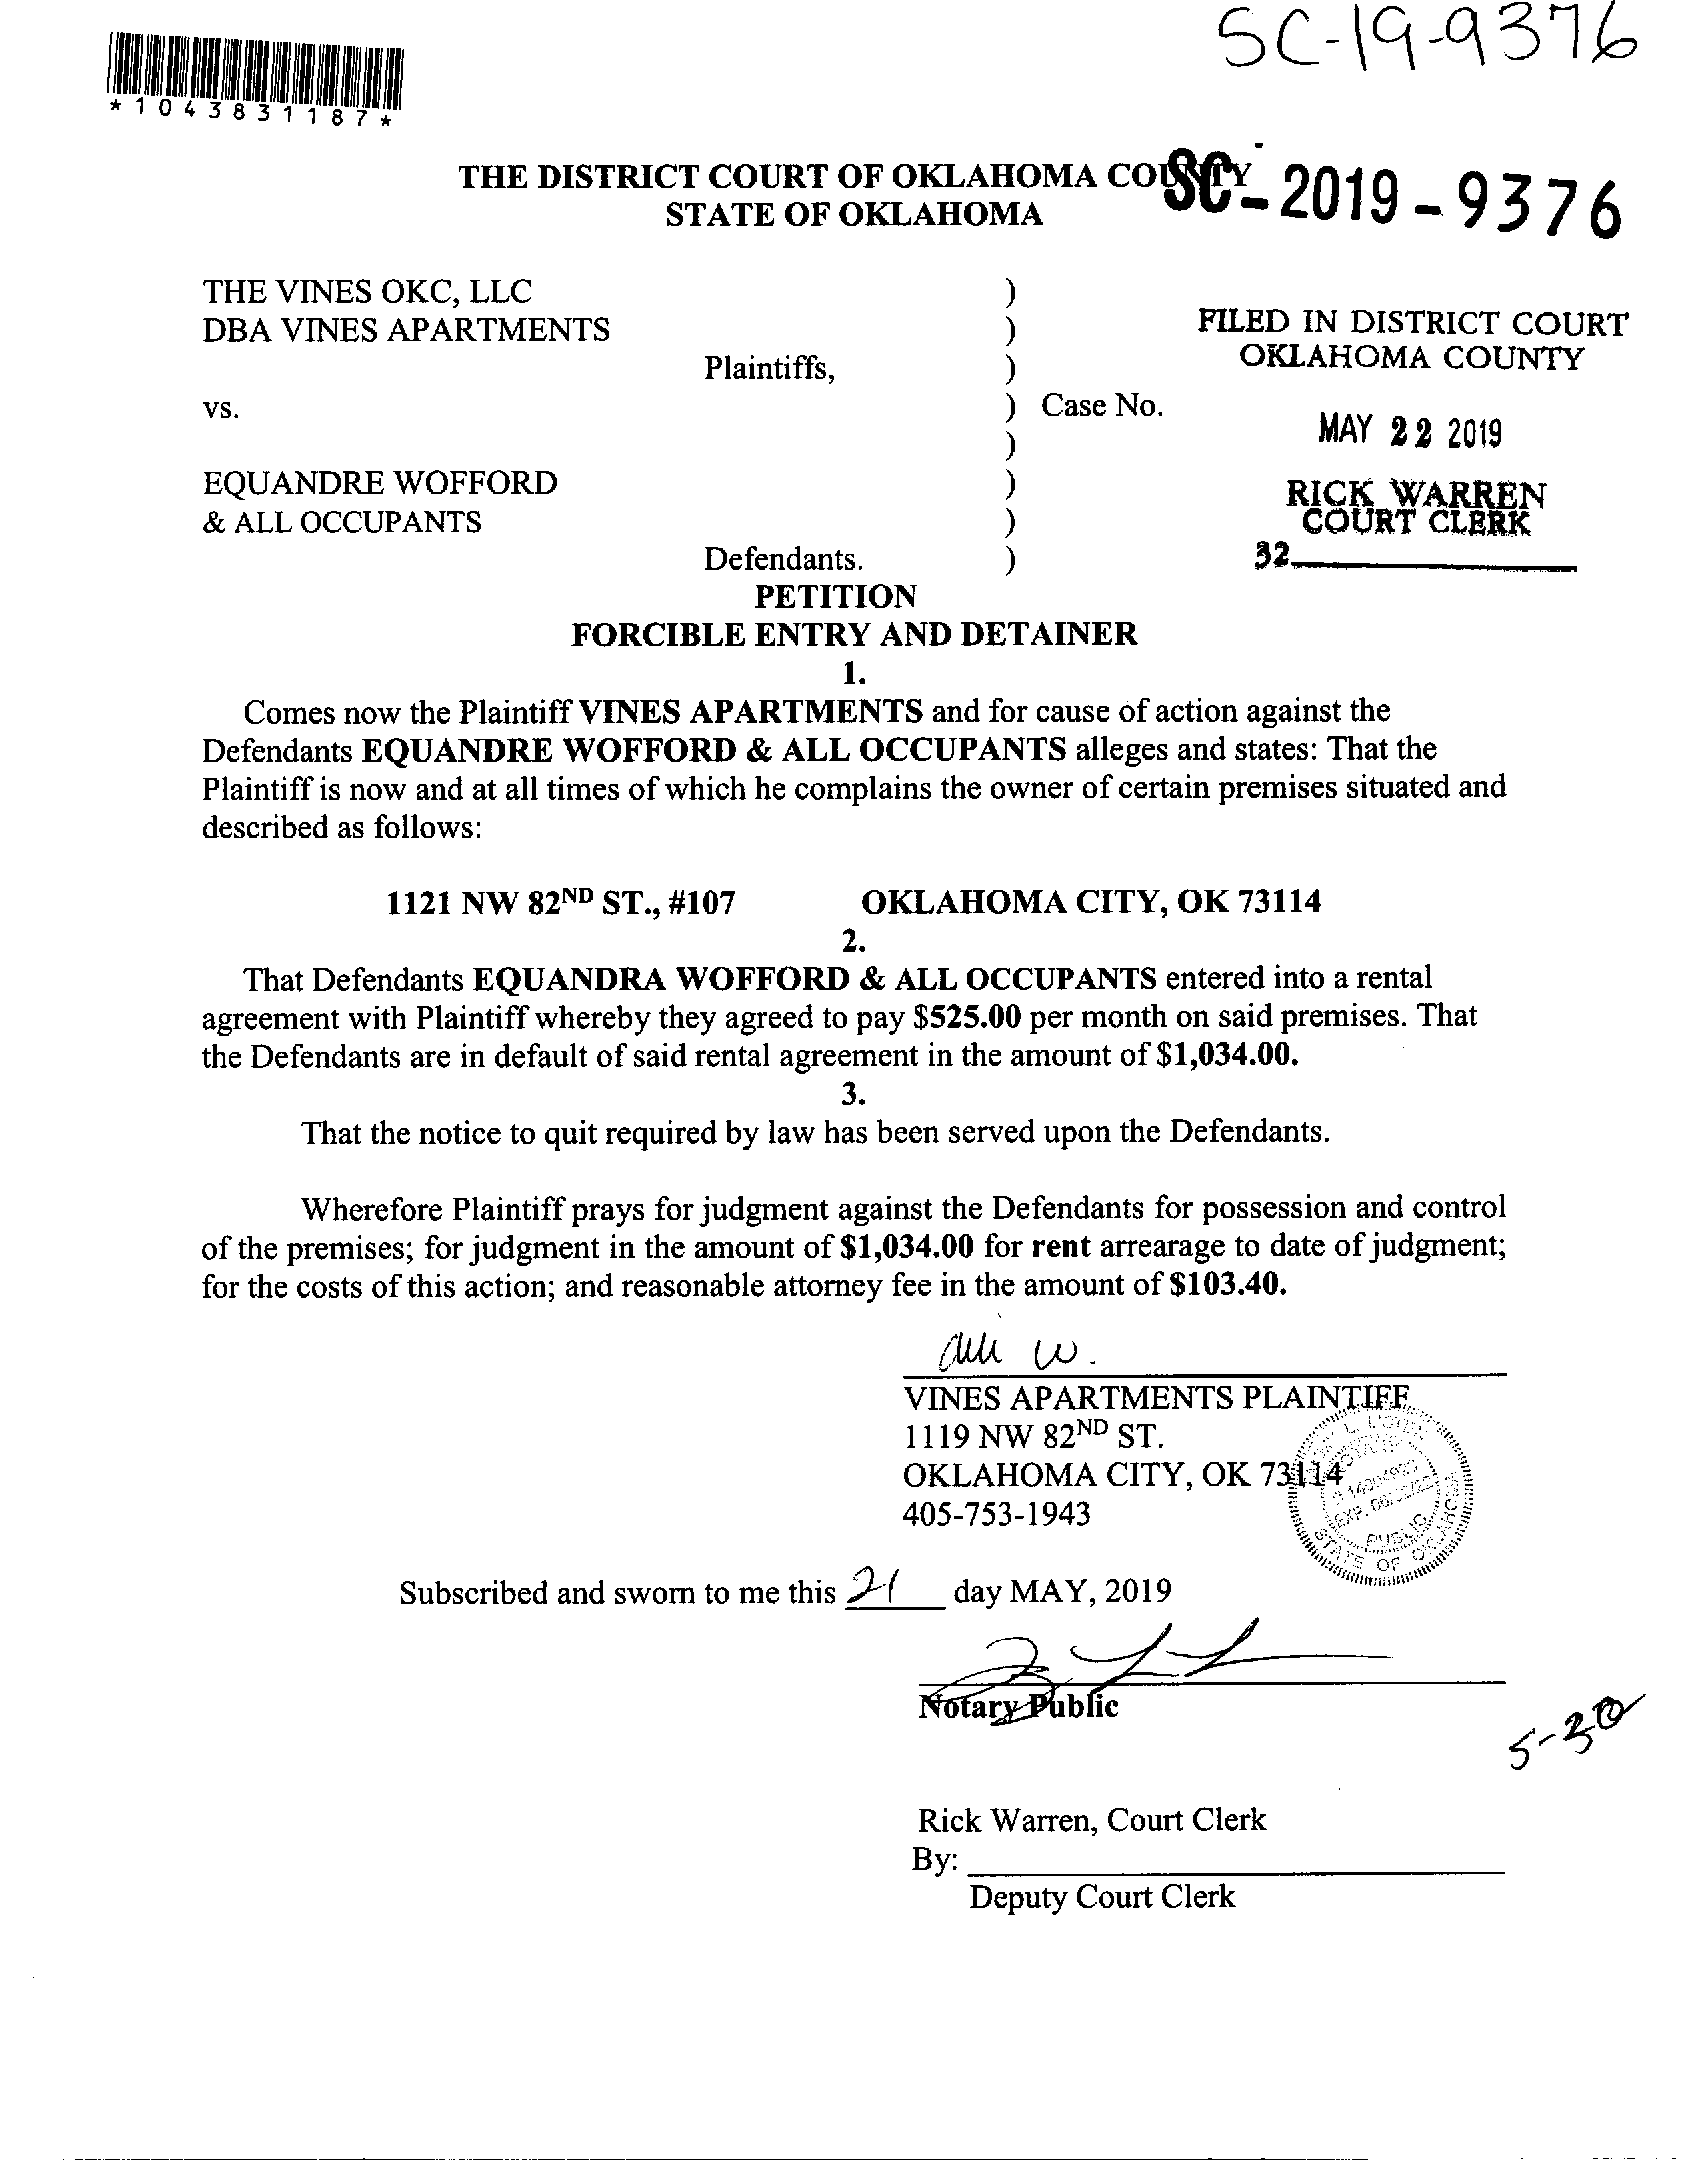 SC-19-9376
*1043831187*
THE DISTRICT COURT OF OKLAHOMA COUNTY
SC-2019-9376
STATE OF OKLAHOMA
THE VINES OKC, LLC )
DBA VINES APARTMENTS )
Plaintiffs, )
vs. ) Case No.
)
EQUANDRE WOFFORD )
& ALL OCCUPANTS )
Defendants. )
FILED IN DISTRICT COURT
OKLAHOMA COUNTY
MAY 22 2019
RICK WARREN
COURT CLERK
32
PETITION
FORCIBLE ENTRY AND DETAINER
1.
Comes now the Plaintiff VINES APARTMENTS and for cause of action against the
Defendants EQUANDRE WOFFORD & ALL OCCUPANTS alleges and states: That the
Plaintiff is now and at all times of which he complains the owner of certain premises situated and
described as follows:
1121 NW 82ND ST., #107 OKLAHOMA CITY, OK 73114
2.
That Defendants EQUANDRA WOFFORD & ALL OCCUPANTS entered into a rental
agreement with Plaintiff whereby they agreed to pay $525.00 per month on said premises. That
the Defendants are in default of said rental agreement in the amount of $1,034.00.
3.
That the notice to quit required by law has been served upon the Defendants.
Wherefore Plaintiff prays for judgment against the Defendants for possession and control
of the premises; for judgment in the amount of $1,034.00 for rent arrearage to date of judgment;
for the costs of this action; and reasonable attorney fee in the amount of $103.40.
W.
VINES APARTMENTS PLAINTIFF
1119 NW 82ND ST.
OKLAHOMA CITY, OK 73114
405-753-1943
PUBLIC
STATE OF OKLAHOMA
Subscribed and sworn to me this 21 day MAY, 2019
Notary Public
5-30
Rick Warren, Court Clerk
By:
Deputy Court Clerk